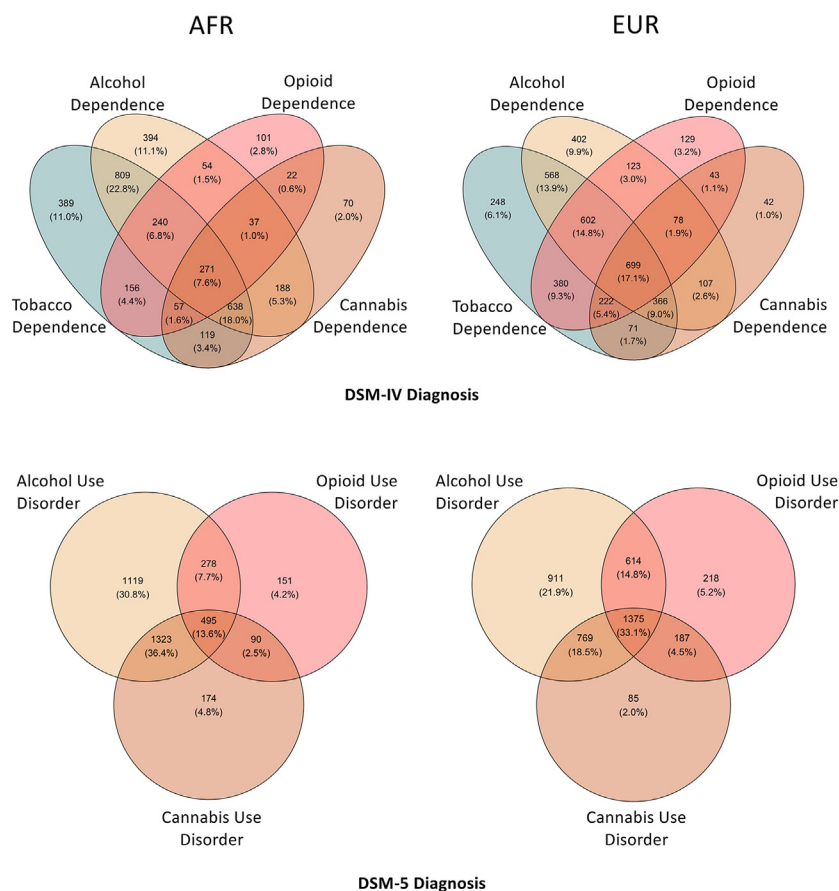 AFR
EUR
Alcohol
Dependence
Opioid
Dependence
394
(11.1%)
101
(2.8%)
54
(1.5%)
809
(22.8%)
22
(0.6%)
389
(11.0%)
70
(2.0%)
240
(6.8%)
37
(1.0%)
271
(7.6%)
156
(4.4%)
188
(5.3%)
57
(1.6%)
638
(18.0%)
119
(3.4%)
Tobacco
Dependence
Cannabis
Dependence
Alcohol
Dependence
Opioid
Dependence
402
(9.9%)
129
(3.2%)
123
(3.0%)
568
(13.9%)
43
(1.1%)
248
(6.1%)
42
(1.0%)
602
(14.8%)
78
(1.9%)
699
(17.1%)
380
(9.3%)
107
(2.6%)
222
(5.4%)
366
(9.0%)
71
(1.7%)
Tobacco
Dependence
Cannabis
Dependence
DSM-IV Diagnosis
Alcohol Use
Disorder
Opioid Use
Disorder
278
(7.7%)
1119
(30.8%)
151
(4.2%)
495
(13.6%)
1323
(36.4%)
90
(2.5%)
174
(4.8%)
Cannabis Use
Disorder
Alcohol Use
Disorder
Opioid Use
Disorder
614
(14.8%)
911
(21.9%)
218
(5.2%)
1375
(33.1%)
769
(18.5%)
187
(4.5%)
85
(2.0%)
Cannabis Use
Disorder
DSM-5 Diagnosis